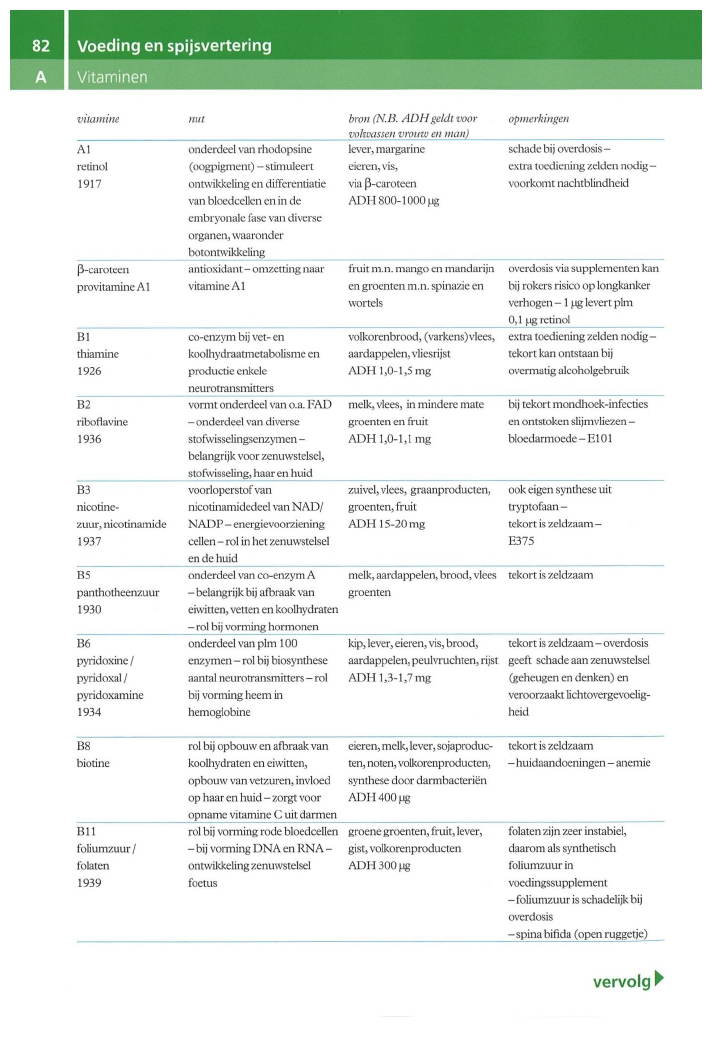 82 Voeding en spijsvertering
A Vitaminen
vitamine nut bron (N.B. ADH geldt voor opmerkingen
volwassen vrouw en man)
A1 onderdeel van rhodopsine lever, margarine schade bij overdosis –
retinol (oogpigment) – stimuleert eieren, vis, extra toediening zelden nodig –
1917 ontwikkeling en differentiatie via β-caroteen voorkomt nachtblindheid
van bloedcellen en in de ADH 800-1000 µg
embryonale fase van diverse
organen, waaronder
botontwikkeling
β-caroteen antioxidant – omzetting naar fruit m.n. mango en mandarijn overdosis via supplementen kan
provitamine A1 vitamine A1 en groenten m.n. spinazie en bij rokers risico op longkanker
wortels verhogen – 1 µg levert plm
0,1 µg retinol
B1 co-enzym bij vet- en volkorenbrood, (varkens)vlees, extra toediening zelden nodig –
thiamine koolhydraatmetabolisme en aardappelen, vliesrijst tekort kan ontstaan bij
1926 productie enkele ADH 1,0-1,5 mg overmatig alcoholgebruik
neurotransmitters
B2 vormt onderdeel van o.a. FAD melk, vlees, in mindere mate bij tekort mondhoek-infecties
riboflavine – onderdeel van diverse groenten en fruit en ontstoken slijmvliezen –
1936 stofwisselingsenzymen – ADH 1,0-1,1 mg bloedarmoede – E101
belangrijk voor zenuwstelsel,
stofwisseling, haar en huid
B3 voorloperstof van zuivel, vlees, graanproducten, ook eigen synthese uit
nicotine- nicotinamidedeel van NAD/ groenten, fruit tryptofaan –
zuur, nicotinamide NADP – energievoorziening ADH 15-20 mg tekort is zeldzaam –
1937 cellen – rol in het zenuwstelsel E375
en de huid
B5 onderdeel van co-enzym A melk, aardappelen, brood, vlees tekort is zeldzaam
panthotheenzuur – belangrijk bij afbraak van groenten
1930 eiwitten, vetten en koolhydraten
– rol bij vorming hormonen
B6 onderdeel van plm 100 kip, lever, eieren, vis, brood, tekort is zeldzaam – overdosis
pyridoxine / enzymen – rol bij biosynthese aardappelen, peulvruchten, rijst geeft schade aan zenuwstelsel
pyridoxal / aantal neurotransmitters – rol ADH 1,3-1,7 mg (geheugen en denken) en
pyridoxamine bij vorming heem in veroorzaakt lichtovergevoelig-
1934 hemoglobine heid
B8 rol bij opbouw en afbraak van eieren, melk, lever, sojaproduc- tekort is zeldzaam
biotine koolhydraten en eiwitten, ten, noten, volkorenproducten, – huidaandoeningen – anemie
opbouw van vetzuren, invloed synthese door darmbacteriën
op haar en huid – zorgt voor ADH 400 µg
opname vitamine C uit darmen
B11 rol bij vorming rode bloedcellen groene groenten, fruit, lever, folaten zijn zeer instabiel,
foliumzuur / – bij vorming DNA en RNA – gist, volkorenproducten daarom als synthetisch
folaten ontwikkeling zenuwstelsel ADH 300 µg foliumzuur in
1939 foetus voedingssupplement
– foliumzuur is schadelijk bij
overdosis
– spina bifida (open ruggetje)
vervolg